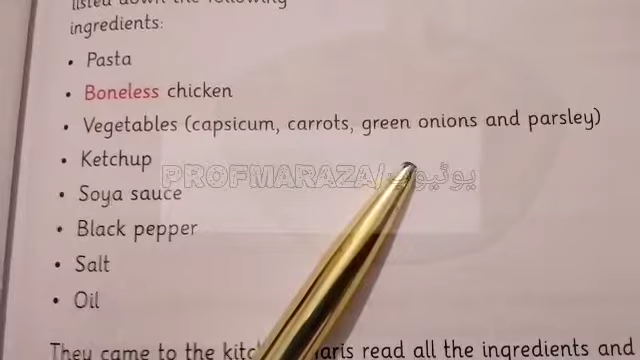 listed down the following
ingredients:
• Pasta
• Boneless chicken
• Vegetables (capsicum, carrots, green onions and parsley)
• Ketchup
PROFMARAZA/یوٹیوب
• Soya sauce
• Black pepper
• Salt
• Oil
They came to the kitc aris read all the ingredients and